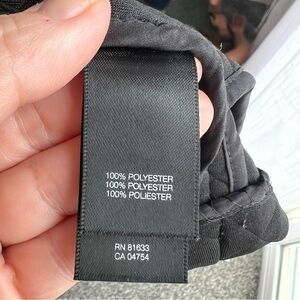 100% POLYESTER
100% POLYESTER
100% POLIESTER
RN 81633
CA 04754